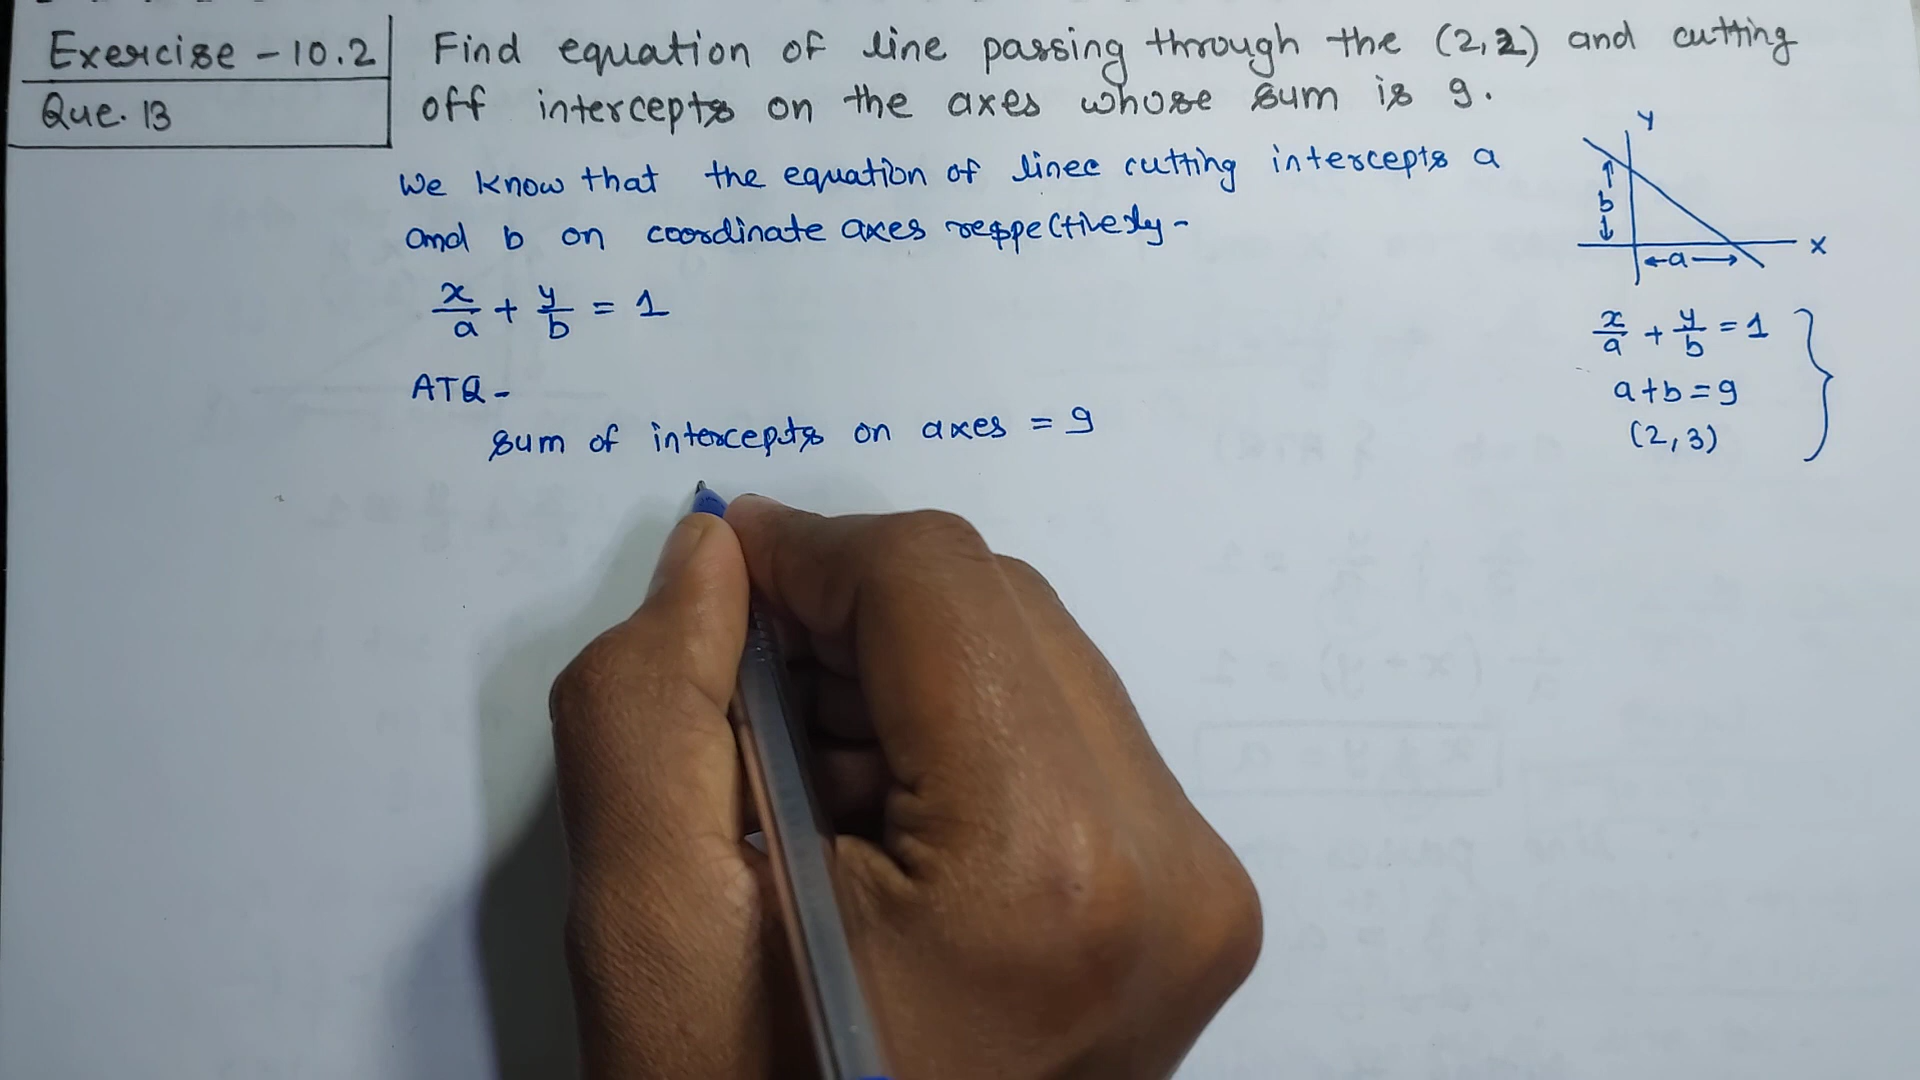 Exercise - 10.2
Que. 13
Find equation of line passing through the (2,2) and cutting
off intercepts on the axes whose sum is 9.
We know that the equation of linee cutting intercepts a
and b on coordinate axes respectively-
x/a + y/b = 1
ATQ-
sum of intercepts on axes = 9
y
b
a
x
x/a + y/b = 1
a+b=9
(2,3)